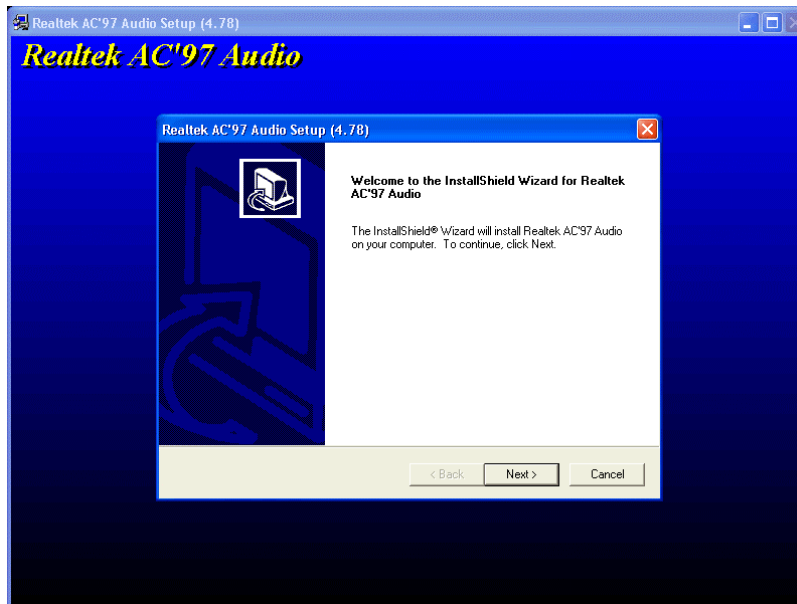 Realtek AC'97 Audio Setup (4.78)
Realtek AC'97 Audio
Realtek AC'97 Audio Setup (4.78)
Welcome to the InstallShield Wizard for Realtek
AC'97 Audio
The InstallShield® Wizard will install Realtek AC'97 Audio
on your computer. To continue, click Next.
< Back Next > Cancel